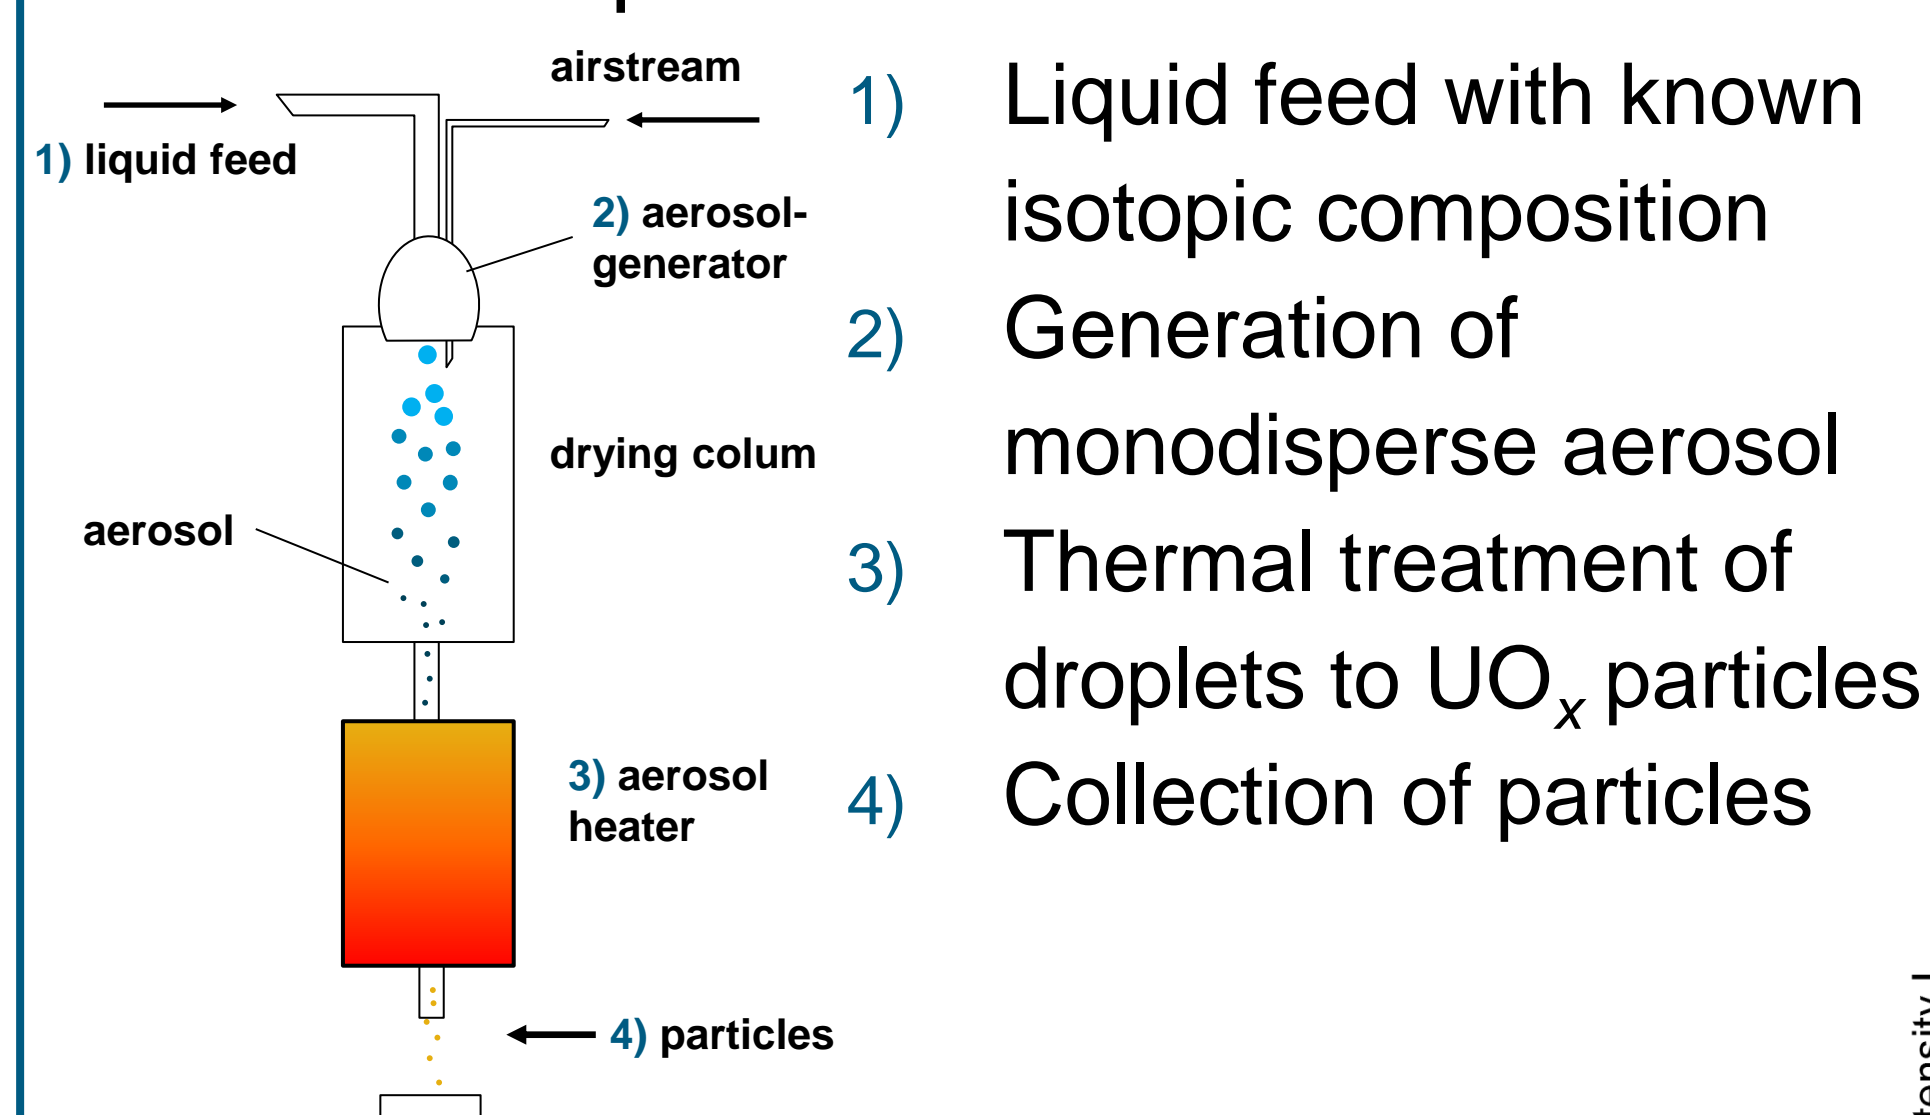 airstream
1) liquid feed
2) aerosol-
generator
drying colum
aerosol
3) aerosol
heater
4) particles
1) Liquid feed with known
isotopic composition
2) Generation of
monodisperse aerosol
3) Thermal treatment of
droplets to UOₓ particles
4) Collection of particles